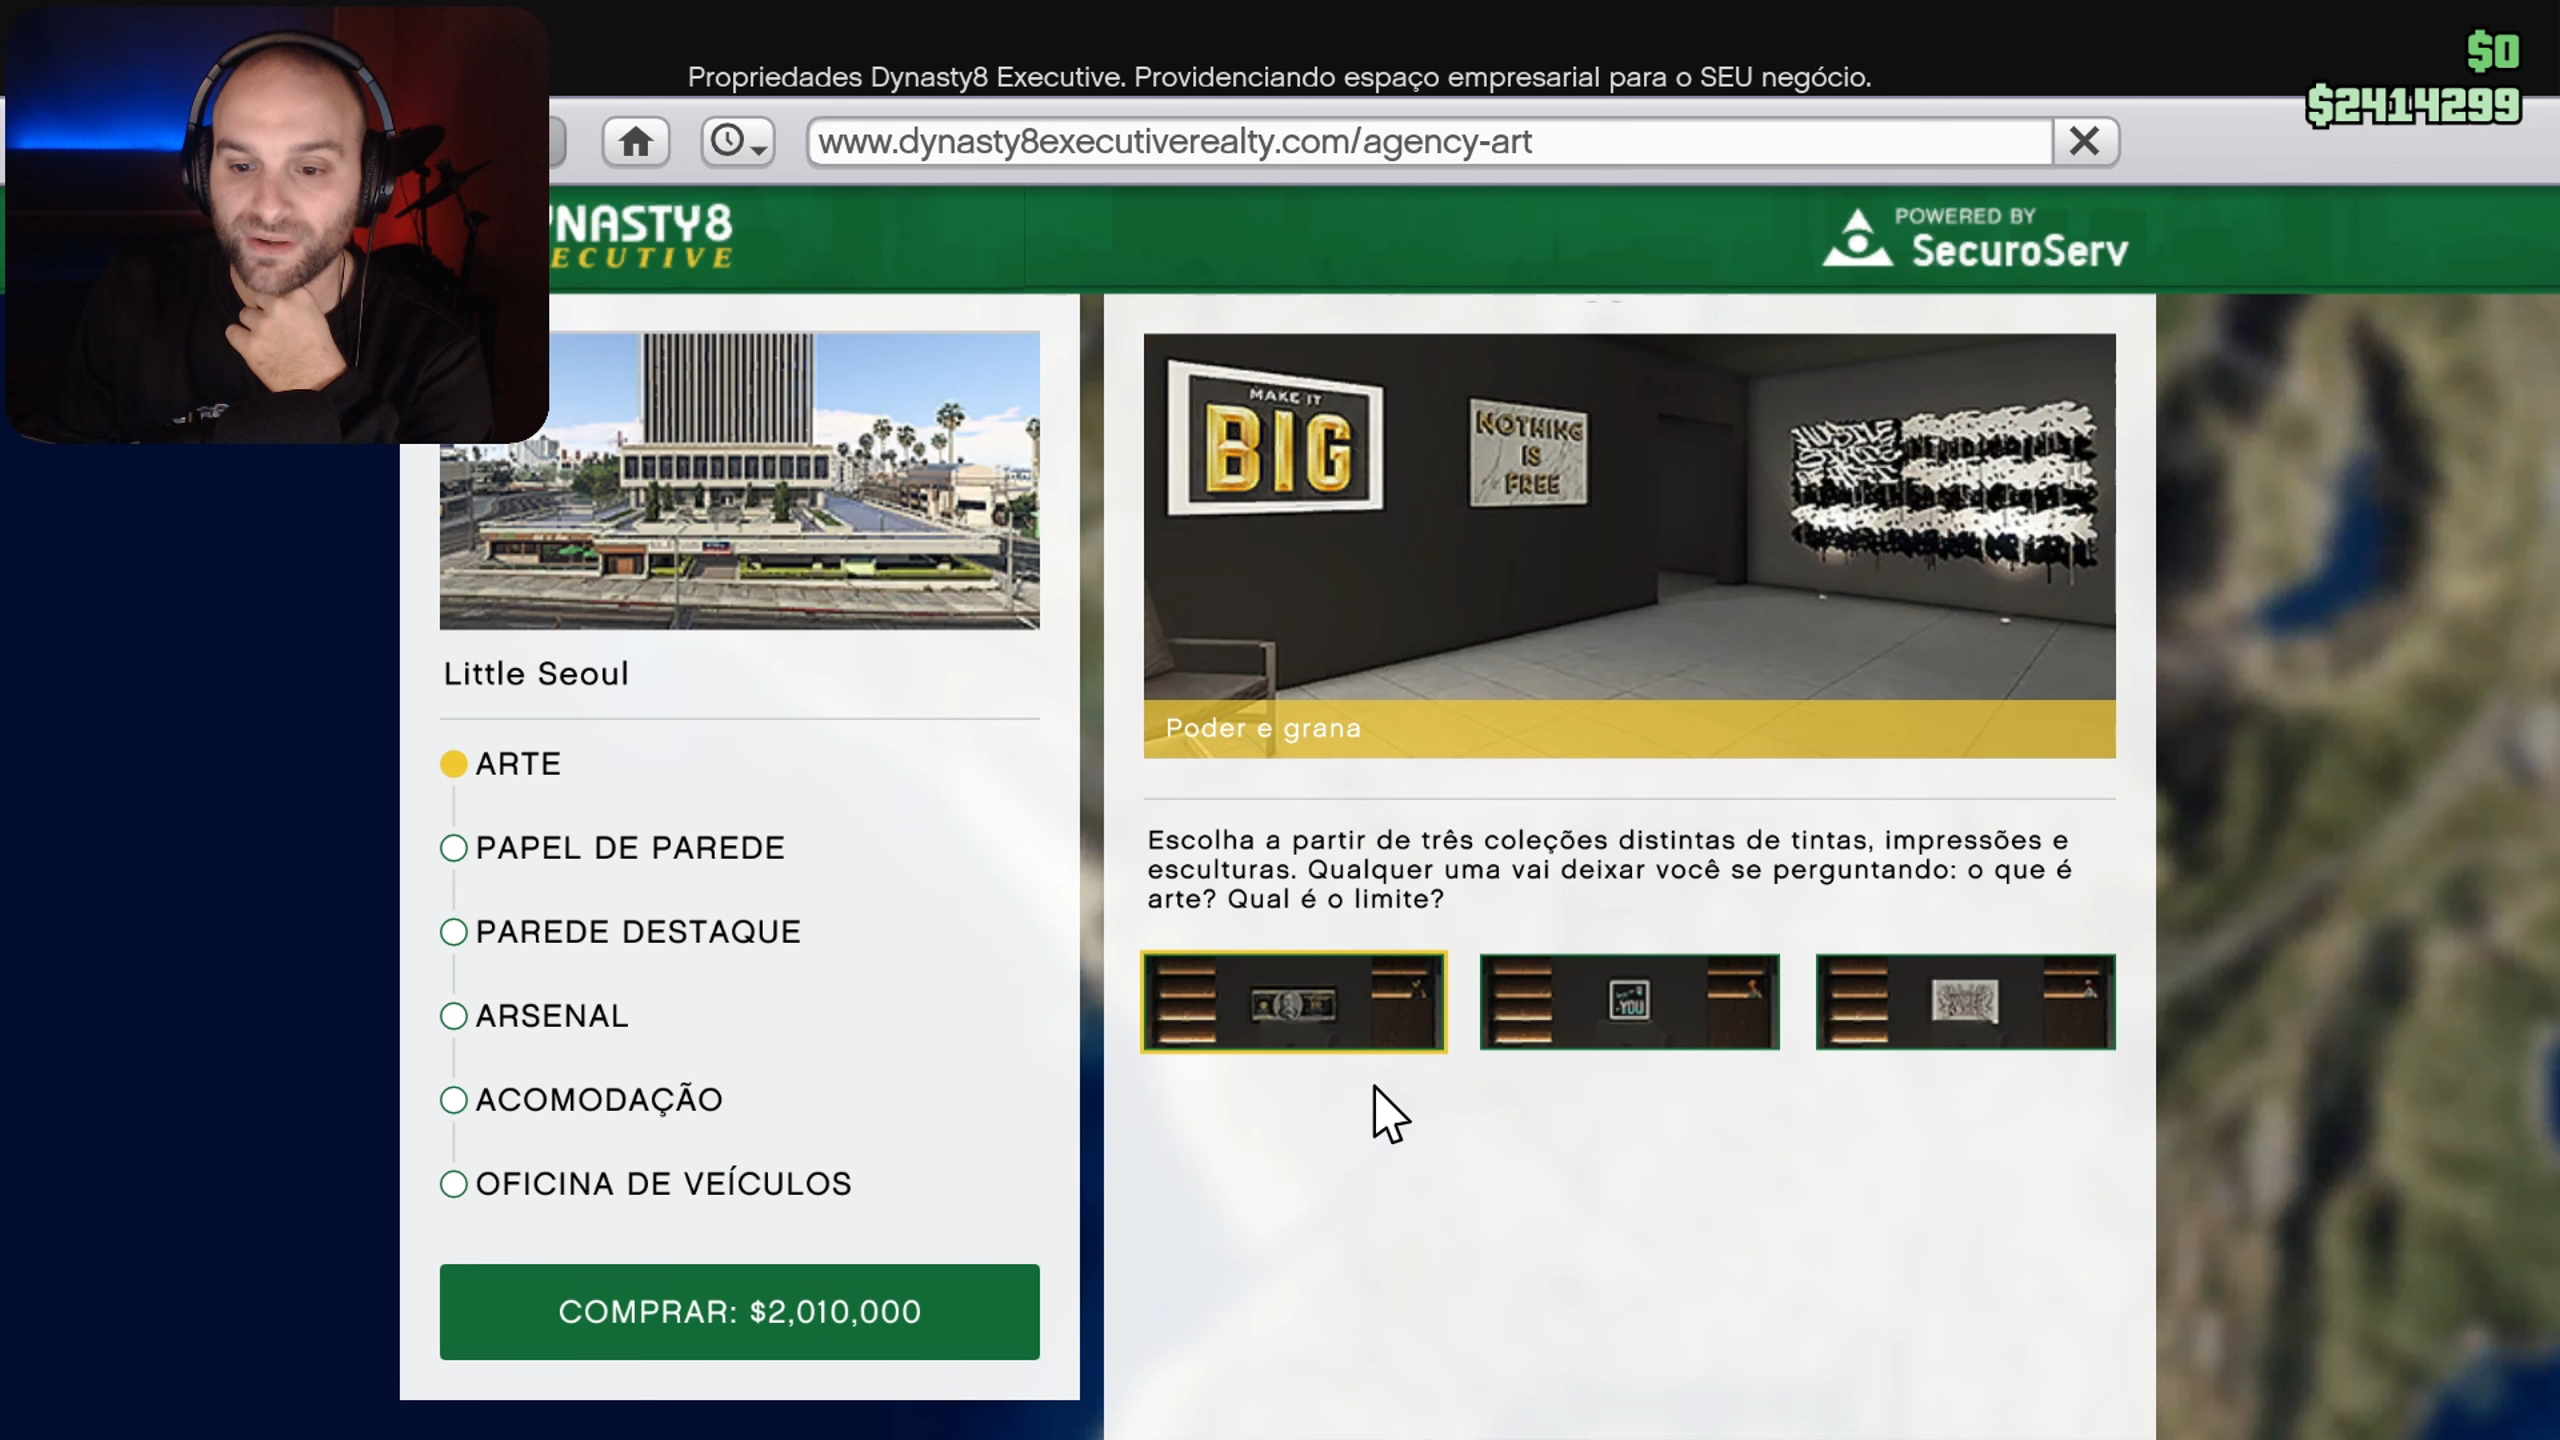 Propriedades Dynasty8 Executive. Providenciando espaço empresarial para o SEU negócio.
$0
$2414299
www.dynasty8executiverealty.com/agency-art
YNASTY8
ECUTIVE
POWERED BY
SecuroServ
MAKE IT
BIG
NOTHING
IS
FREE
Poder e grana
Little Seoul
ARTE
PAPEL DE PAREDE
PAREDE DESTAQUE
ARSENAL
ACOMODAÇÃO
OFICINA DE VEÍCULOS
COMPRAR: $2,010,000
Escolha a partir de três coleções distintas de tintas, impressões e
esculturas. Qualquer uma vai deixar você se perguntando: o que é
arte? Qual é o limite?
YOU